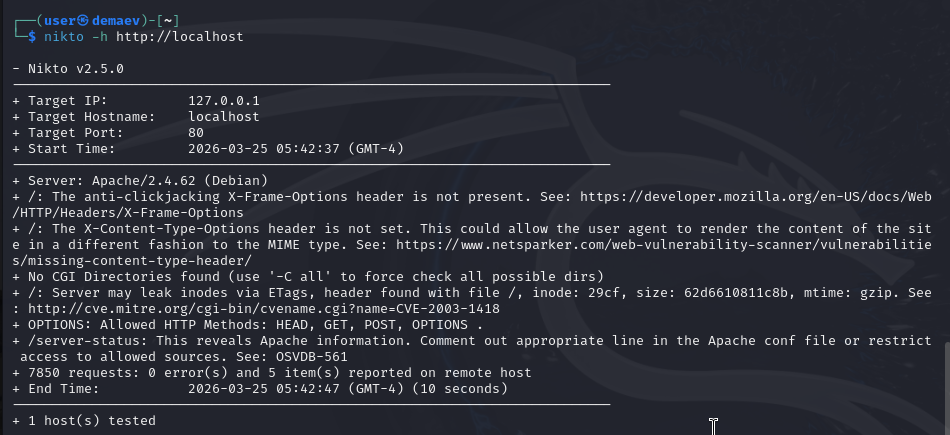 ┌──(user㉿demaev)-[~]
└─$ nikto -h http://localhost
- Nikto v2.5.0
+ Target IP:          127.0.0.1
+ Target Hostname:    localhost
+ Target Port:        80
+ Start Time:         2026-03-25 05:42:37 (GMT-4)
+ Server: Apache/2.4.62 (Debian)
+ /: The anti-clickjacking X-Frame-Options header is not present. See: https://developer.mozilla.org/en-US/docs/Web
/HTTP/Headers/X-Frame-Options
+ /: The X-Content-Type-Options header is not set. This could allow the user agent to render the content of the sit
e in a different fashion to the MIME type. See: https://www.netsparker.com/web-vulnerability-scanner/vulnerabilitie
s/missing-content-type-header/
+ No CGI Directories found (use '-C all' to force check all possible dirs)
+ /: Server may leak inodes via ETags, header found with file /, inode: 29cf, size: 62d6610811c8b, mtime: gzip. See
: http://cve.mitre.org/cgi-bin/cvename.cgi?name=CVE-2003-1418
+ OPTIONS: Allowed HTTP Methods: HEAD, GET, POST, OPTIONS .
+ /server-status: This reveals Apache information. Comment out appropriate line in the Apache conf file or restrict
 access to allowed sources. See: OSVDB-561
+ 7850 requests: 0 error(s) and 5 item(s) reported on remote host
+ End Time:           2026-03-25 05:42:47 (GMT-4) (10 seconds)
+ 1 host(s) tested